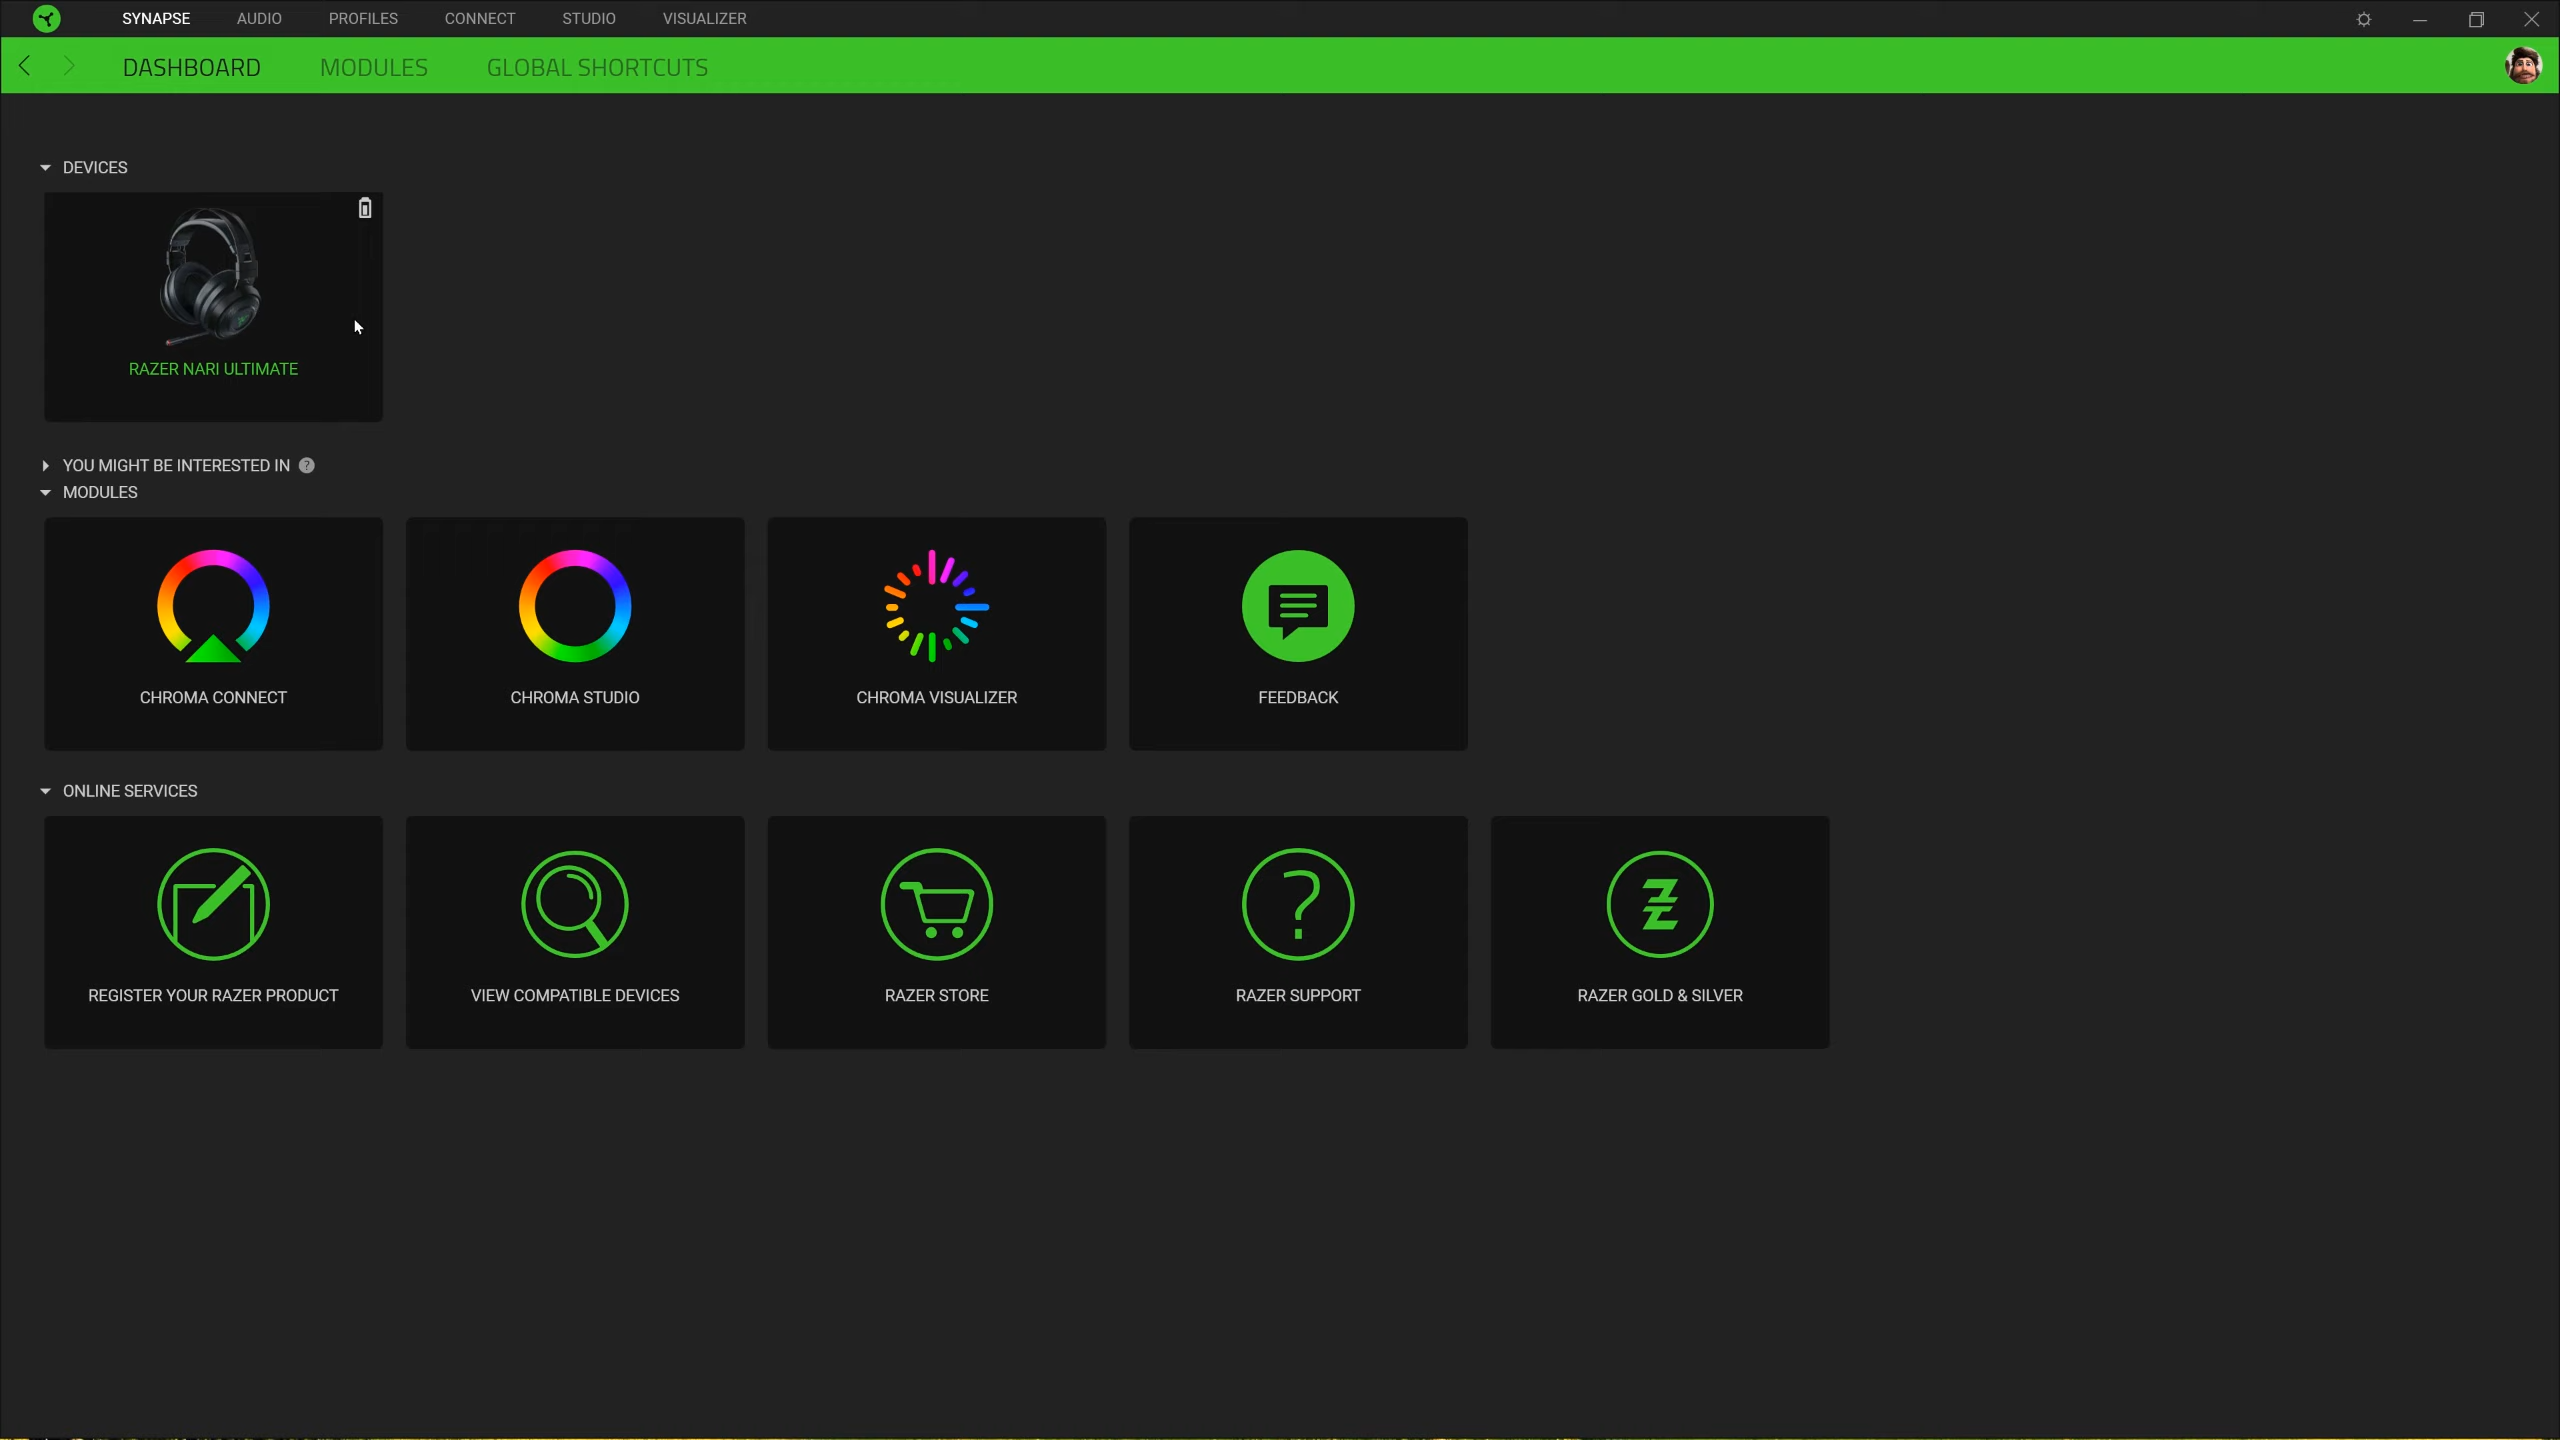 SYNAPSE AUDIO PROFILES CONNECT STUDIO VISUALIZER
DASHBOARD MODULES GLOBAL SHORTCUTS
DEVICES
RAZER NARI ULTIMATE
YOU MIGHT BE INTERESTED IN ?
MODULES
CHROMA CONNECT CHROMA STUDIO CHROMA VISUALIZER FEEDBACK
ONLINE SERVICES
REGISTER YOUR RAZER PRODUCT VIEW COMPATIBLE DEVICES RAZER STORE RAZER SUPPORT RAZER GOLD & SILVER